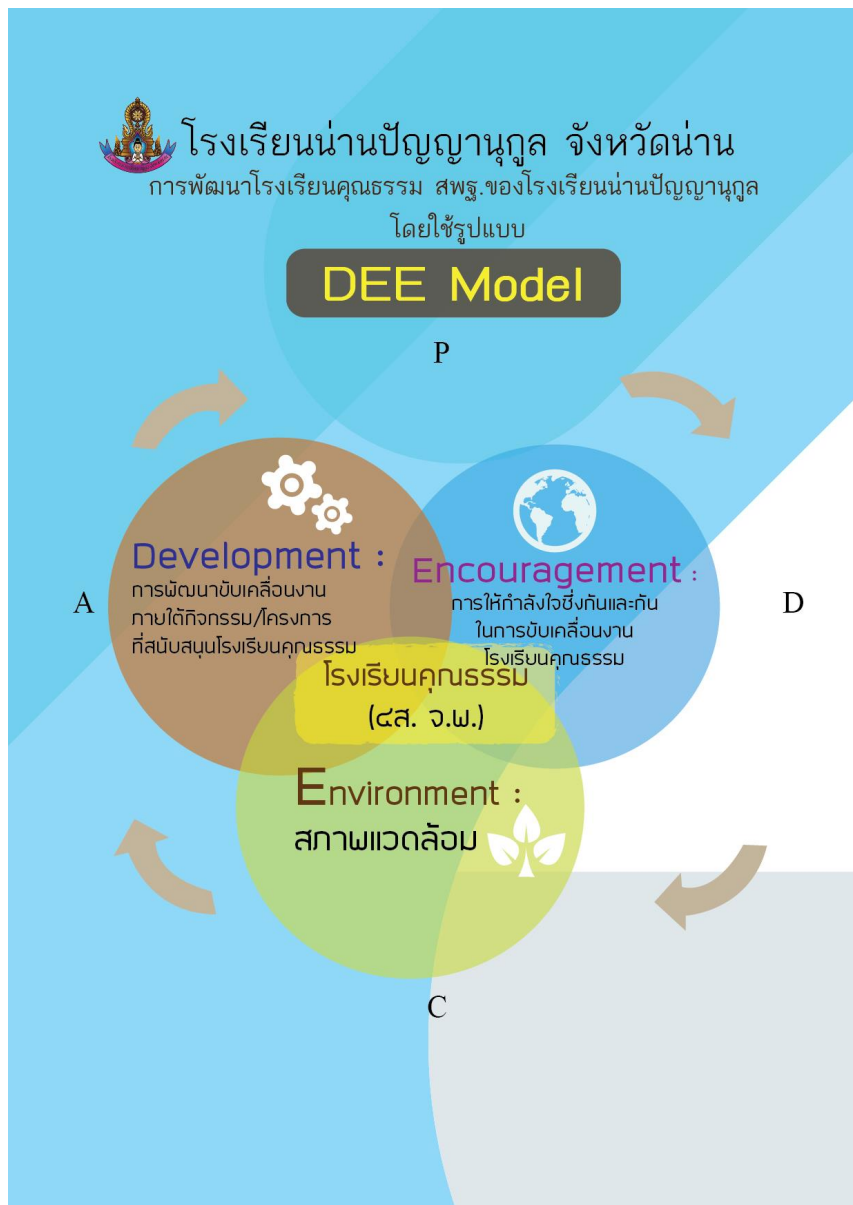 โรงเรียนน่านปัญญานุกูล จังหวัดน่าน
การพัฒนาโรงเรียนคุณธรรม สพฐ.ของโรงเรียนน่านปัญญานุกูล
โดยใช้รูปแบบ
DEE Model
P
Development :
การพัฒนาขับเคลื่อนงาน
ภายใต้กิจกรรม/โครงการ
ที่สนับสนุนโรงเรียนคุณธรรม
Encouragement :
การให้กำลังใจซึ่งกันและกัน
ในการขับเคลื่อนงาน
โรงเรียนคุณธรรม
A
D
โรงเรียนคุณธรรม
(๔ส. จ.พ.)
Environment :
สภาพแวดล้อม
C